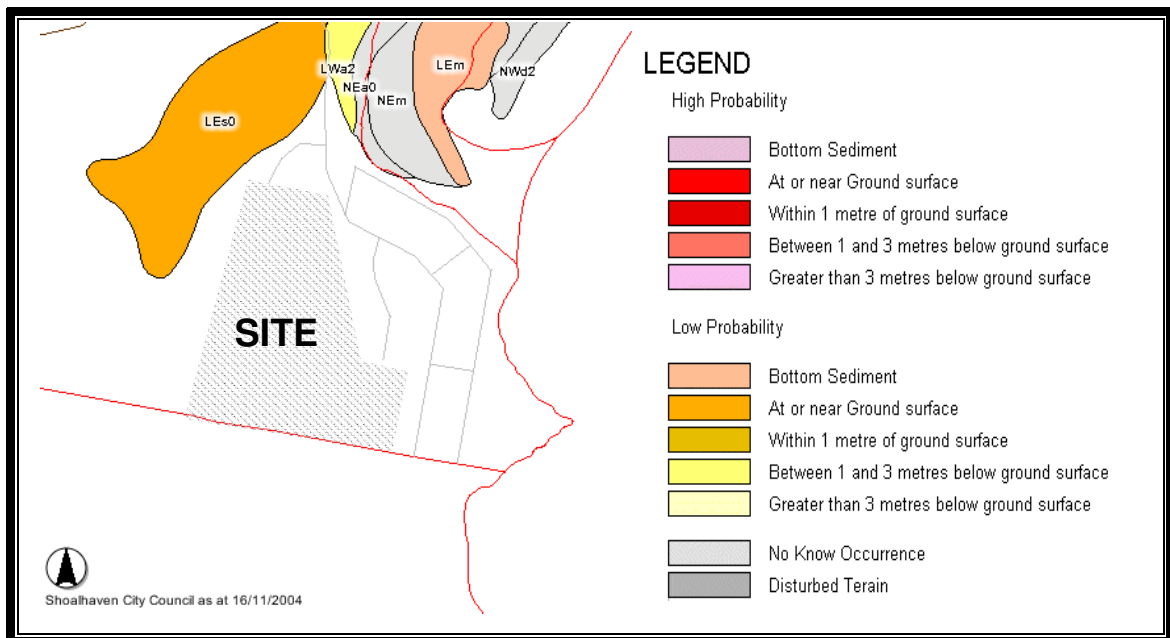 LWa2
LEm
NWd2
NEa0
NEm
LEs0
SITE
Shoalhaven City Council as at 16/11/2004
LEGEND
High Probability
Bottom Sediment
At or near Ground surface
Within 1 metre of ground surface
Between 1 and 3 metres below ground surface
Greater than 3 metres below ground surface
Low Probability
Bottom Sediment
At or near Ground surface
Within 1 metre of ground surface
Between 1 and 3 metres below ground surface
Greater than 3 metres below ground surface
No Know Occurrence
Disturbed Terrain